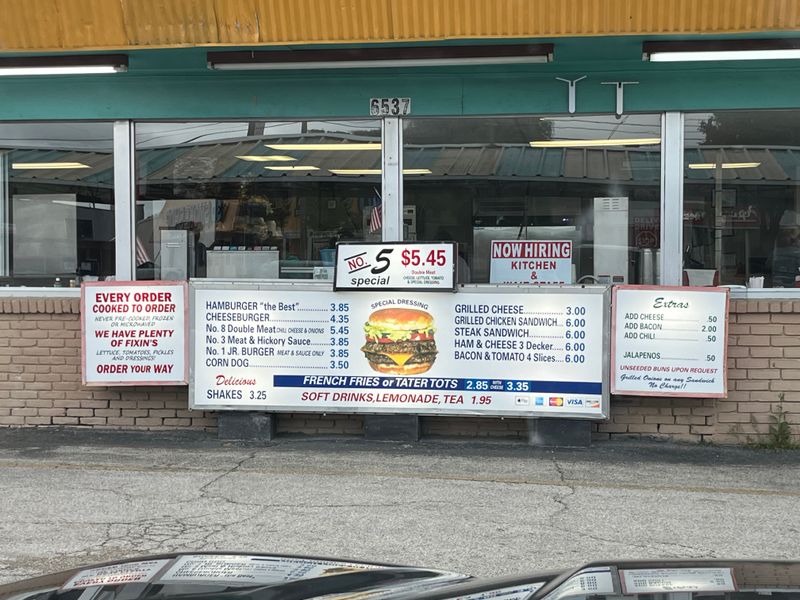 6537
NO. 5 special
$5.45
Double Meat
CHEESE, LETTUCE, TOMATO
& SPECIAL DRESSING
NOW HIRING
KITCHEN
&
EVERY ORDER
COOKED TO ORDER
NEVER PRE-COOKED FROZEN
OR MICROWAVED
WE HAVE PLENTY
OF FIXIN'S
LETTUCE, TOMATOES, PICKLES
AND DRESSINGS!
ORDER YOUR WAY
HAMBURGER "the Best" 3.85
CHEESEBURGER 4.35
No. 8 Double Meat CHILI CHEESE & ONIONS 5.45
No. 3 Meat & Hickory Sauce 3.85
No. 1 JR. BURGER MEAT & SAUCE ONLY 3.85
CORN DOG 3.50
Delicious
SHAKES 3.25
SPECIAL DRESSING
GRILLED CHEESE 3.00
GRILLED CHICKEN SANDWICH 6.00
STEAK SANDWICH 6.00
HAM & CHEESE 3 Decker 6.00
BACON & TOMATO 4 Slices 6.00
FRENCH FRIES or TATER TOTS 2.85 WITH CHEESE 3.35
SOFT DRINKS, LEMONADE, TEA 1.95
VISA
Extras
ADD CHEESE .50
ADD BACON 2.00
ADD CHILI .50
JALAPENOS .50
UNSEEDED BUNS UPON REQUEST
Grilled Onions on any Sandwich
No Charge!!